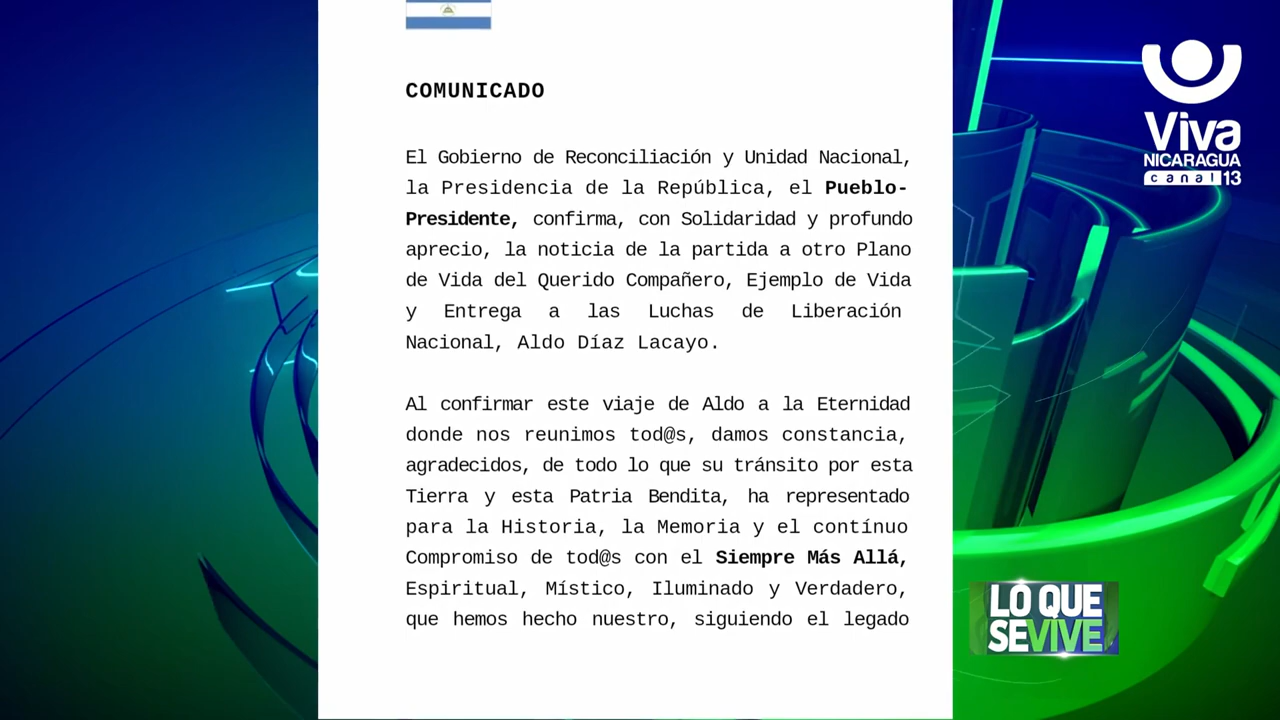 COMUNICADO
El Gobierno de Reconciliación y Unidad Nacional,
la Presidencia de la República, el Pueblo-
Presidente, confirma, con Solidaridad y profundo
aprecio, la noticia de la partida a otro Plano
de Vida del Querido Compañero, Ejemplo de Vida
y Entrega a las Luchas de Liberación
Nacional, Aldo Díaz Lacayo.
Al confirmar este viaje de Aldo a la Eternidad
donde nos reunimos tod@s, damos constancia,
agradecidos, de todo lo que su tránsito por esta
Tierra y esta Patria Bendita, ha representado
para la Historia, la Memoria y el contínuo
Compromiso de tod@s con el Siempre Más Allá,
Espiritual, Místico, Iluminado y Verdadero,
que hemos hecho nuestro, siguiendo el legado
Viva
NICARAGUA
canal 13
LO QUE
SEVIVE